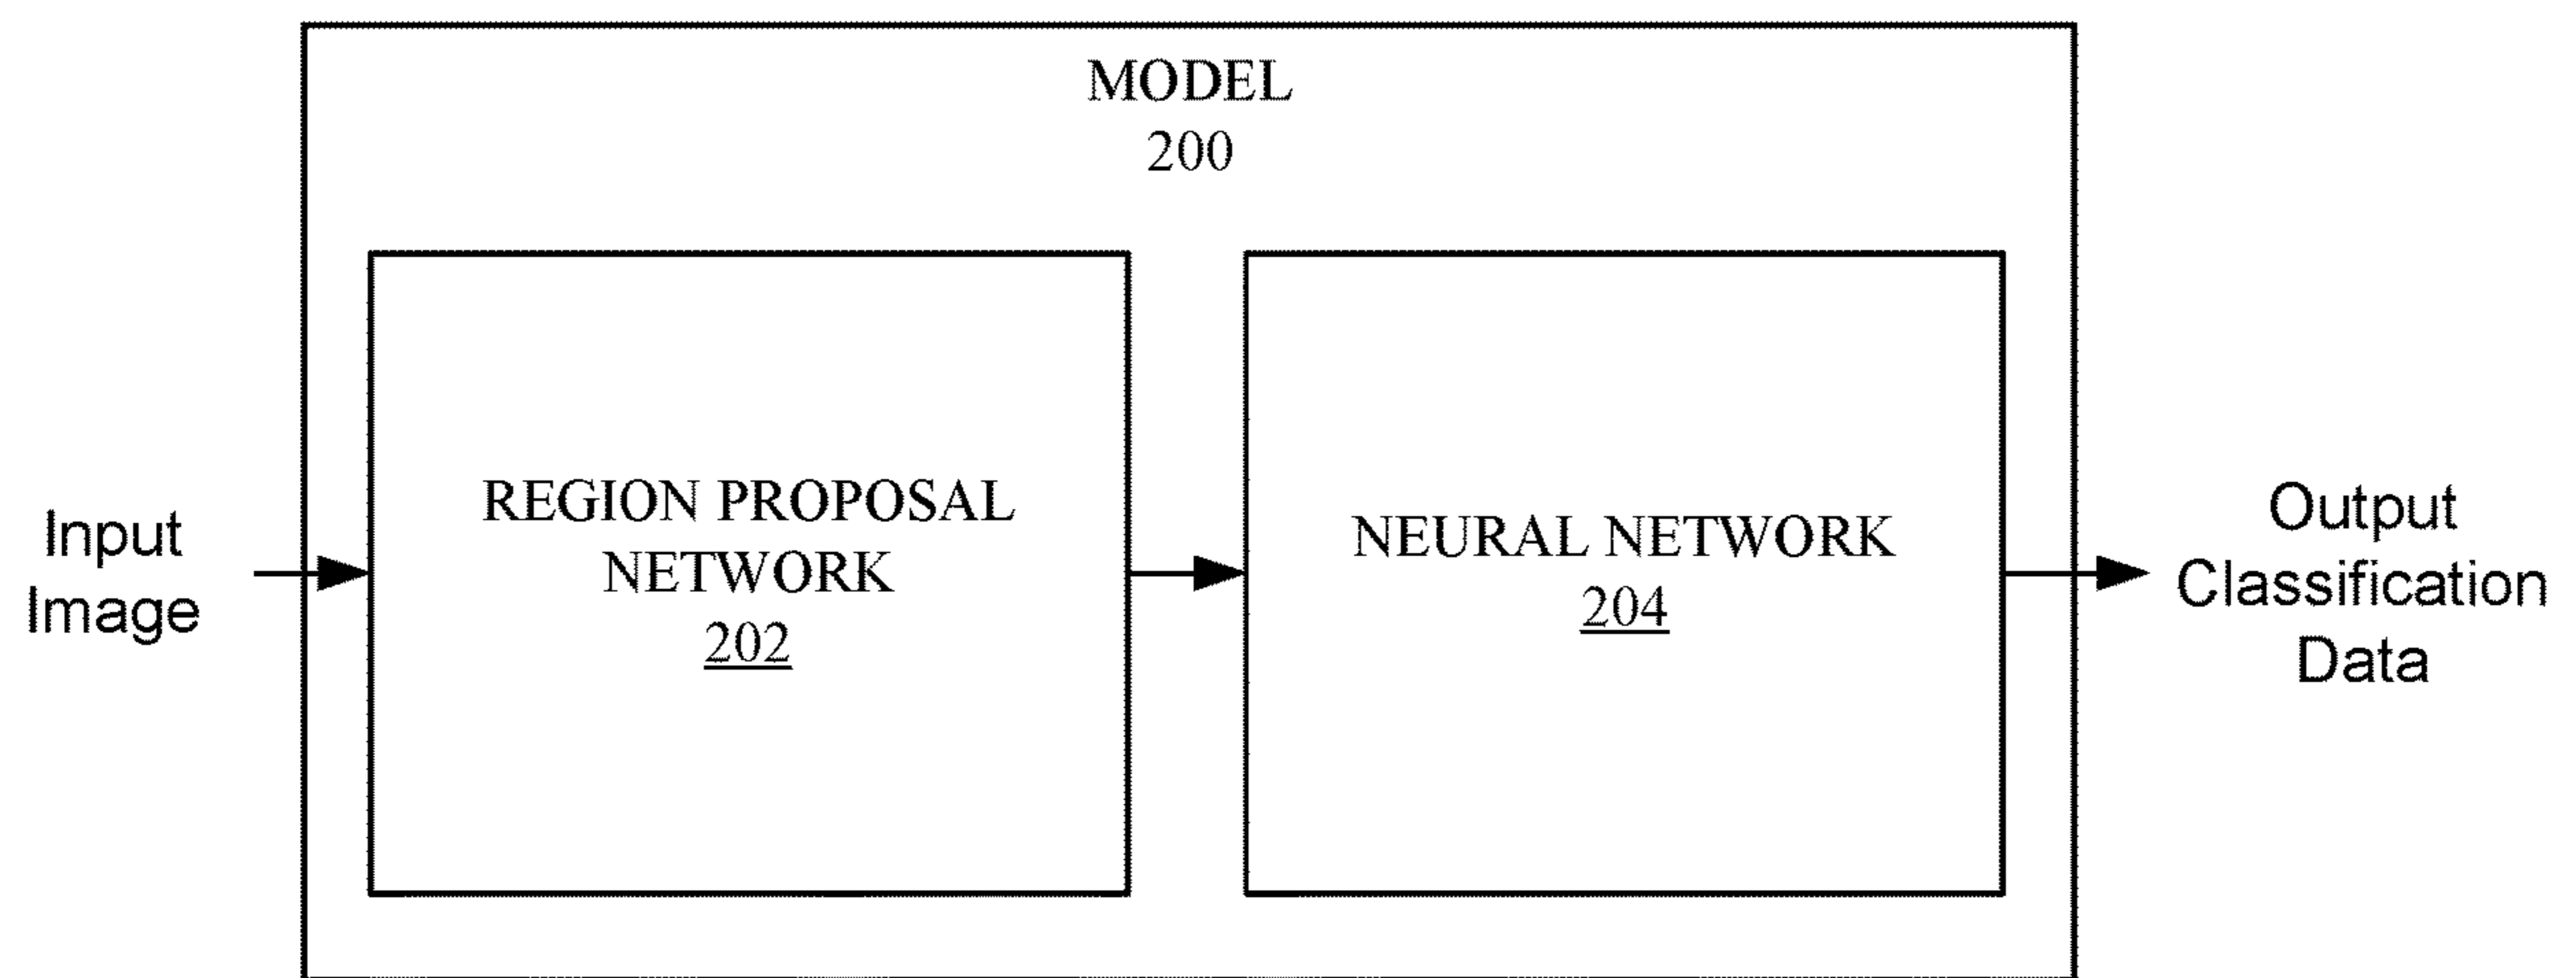 MODEL
200
Input
Image
REGION PROPOSAL
NETWORK
202
NEURAL NETWORK
204
Output
Classification
Data